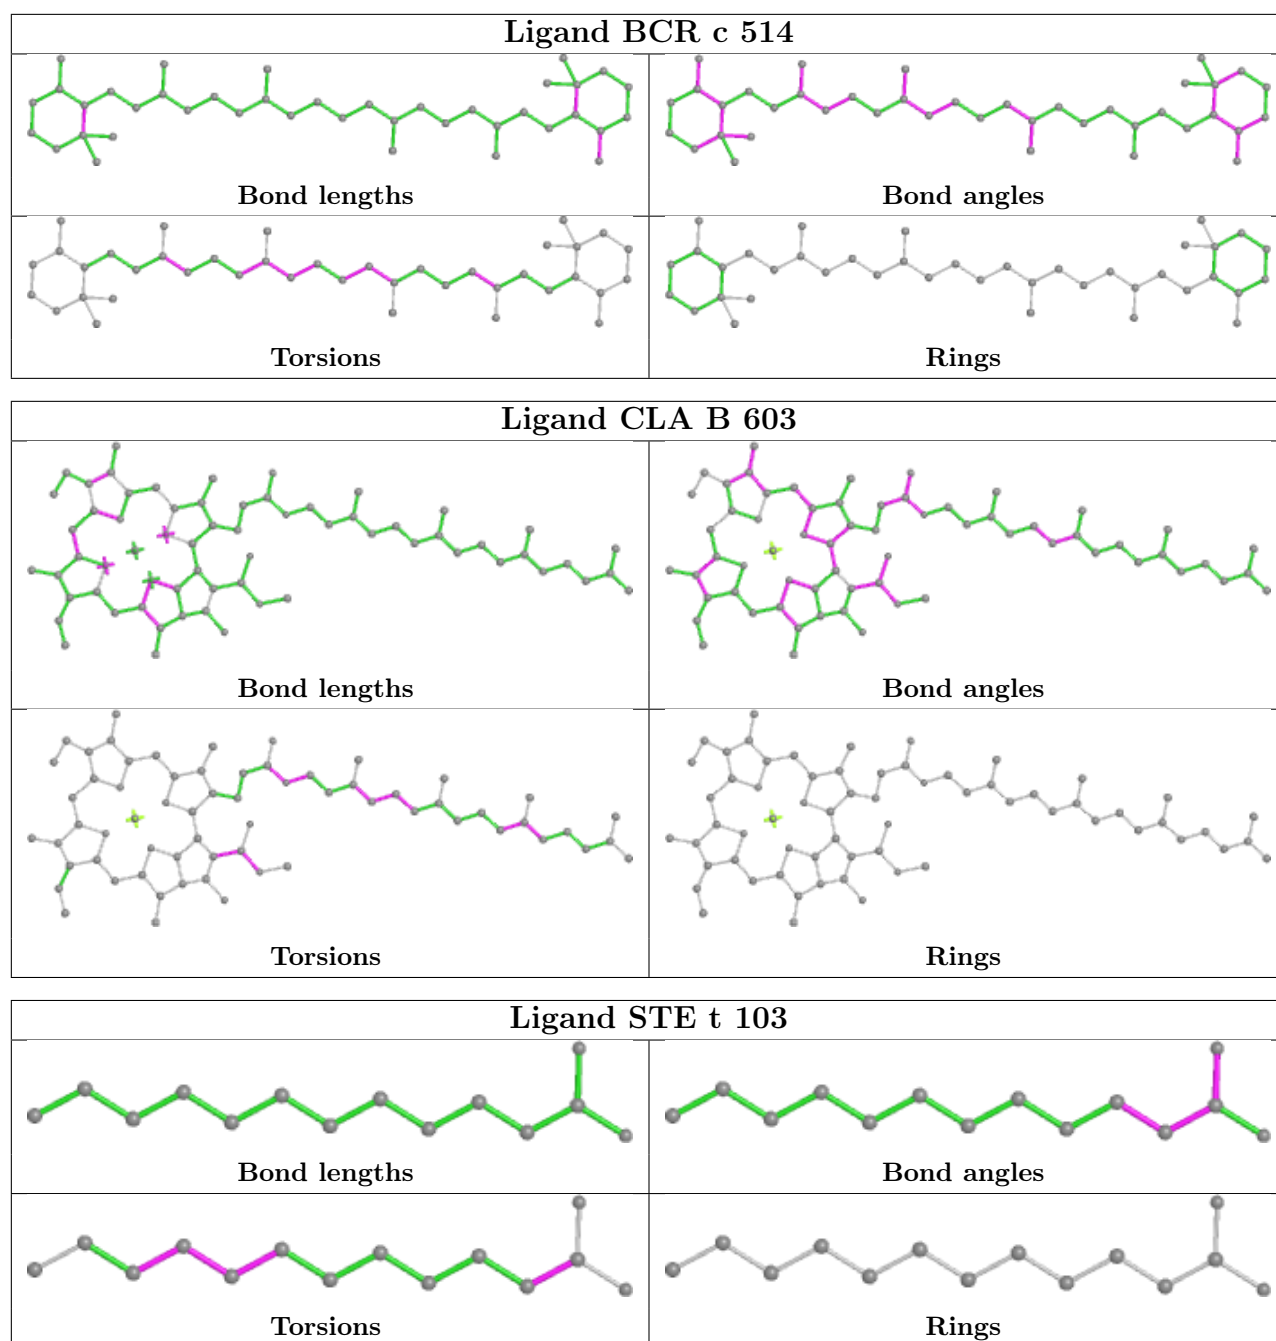 Ligand BCR c 514
Bond lengths
Bond angles
Torsions
Rings
Ligand CLA B 603
Bond lengths
Bond angles
Torsions
Rings
Ligand STE t 103
Bond lengths
Bond angles
Torsions
Rings